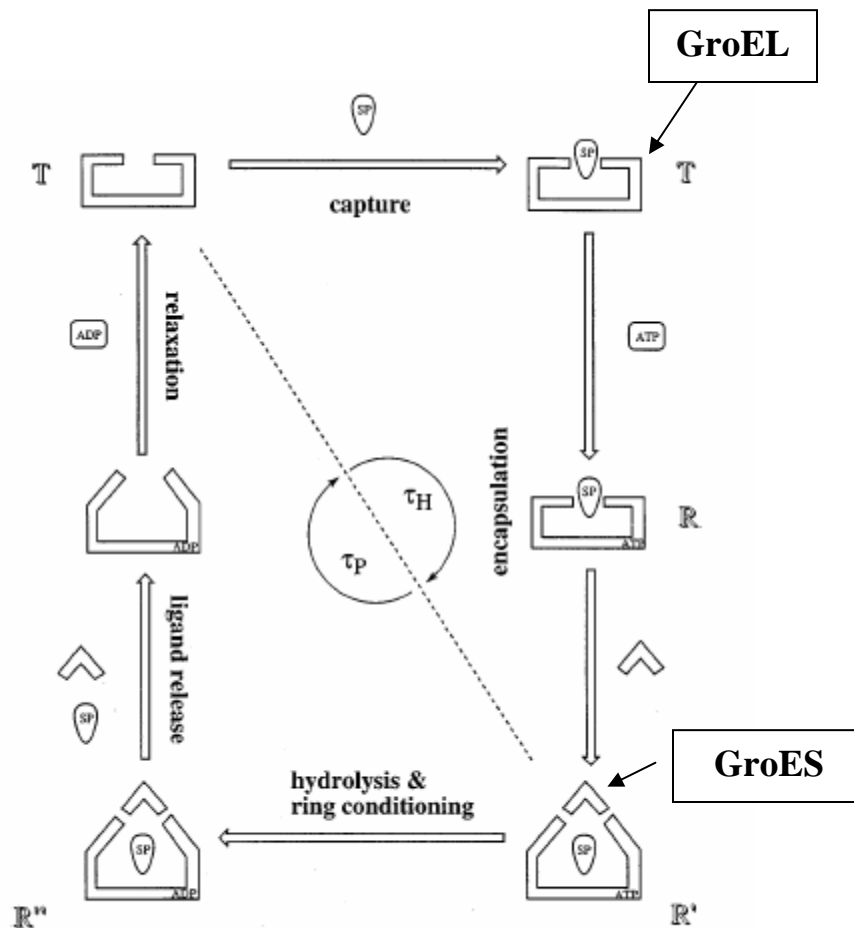 GroEL
SP
T
SP
T
capture
relaxation
ADP
ATP
encapsulation
τH
τP
SP
R
ATP
ADP
ligand release
SP
GroES
hydrolysis &
ring conditioning
SP
ADP
SP
ATP
R"
R'